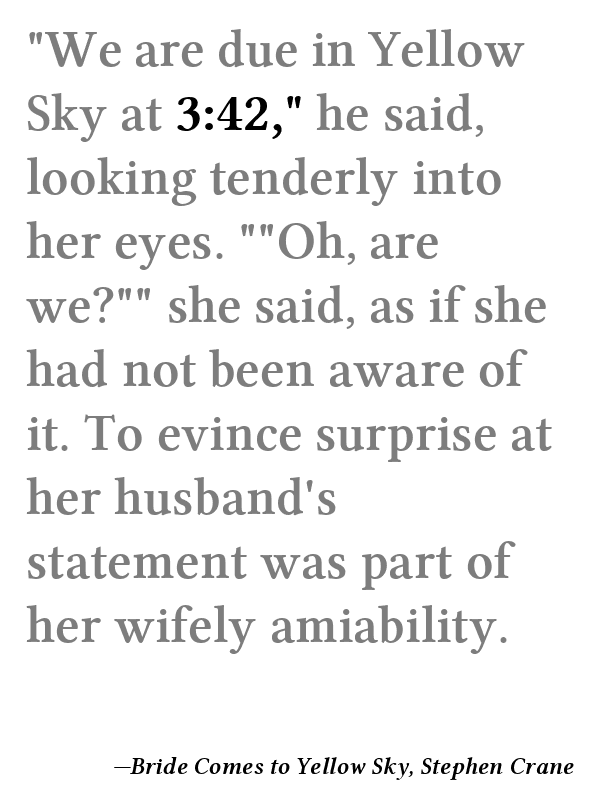 "We are due in Yellow
Sky at 3:42," he said,
looking tenderly into
her eyes. ""Oh, are
we?"" she said, as if she
had not been aware of
it. To evince surprise at
her husband's
statement was part of
her wifely amiability.
—Bride Comes to Yellow Sky, Stephen Crane